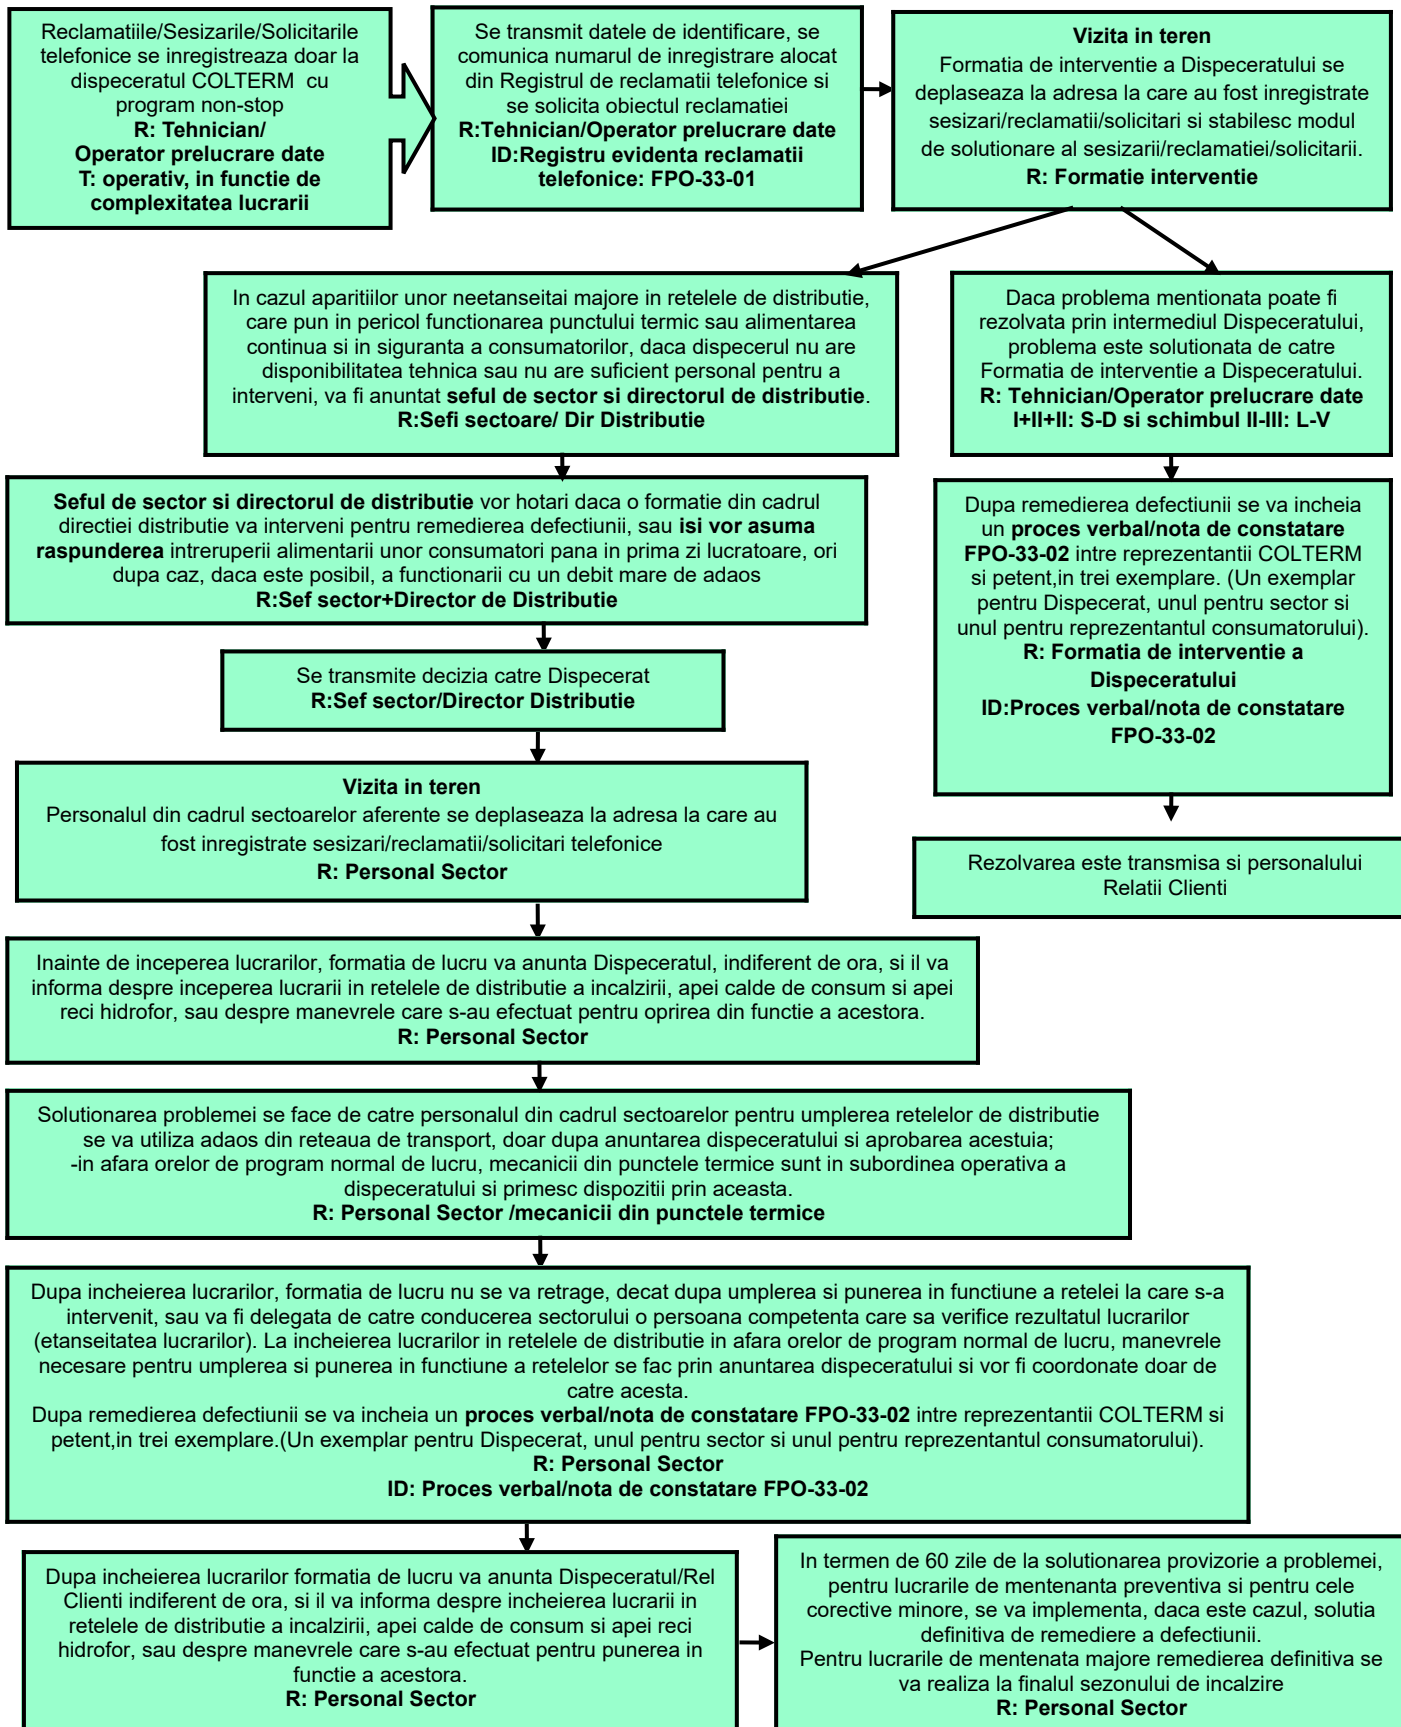 Reclamatiile/Sesizarile/Solicitarile
telefonice se inregistreaza doar la
dispeceratul COLTERM cu
program non-stop
R: Tehnician/
Operator prelucrare date
T: operativ, in functie de
complexitatea lucrarii
Se transmit datele de identificare, se
comunica numarul de inregistrare alocat
din Registrul de reclamatii telefonice si
se solicita obiectul reclamatiei
R:Tehnician/Operator prelucrare date
ID:Registru evidenta reclamatii
telefonice: FPO-33-01
Vizita in teren
Formatia de interventie a Dispeceratului se
deplaseaza la adresa la care au fost inregistrate
sesizari/reclamatii/solicitari si stabilesc modul
de solutionare al sesizarii/reclamatiei/solicitarii.
R: Formatie interventie
In cazul aparitiilor unor neetanseitai majore in retelele de distributie,
care pun in pericol functionarea punctului termic sau alimentarea
continua si in siguranta a consumatorilor, daca dispecerul nu are
disponibilitatea tehnica sau nu are suficient personal pentru a
interveni, va fi anuntat seful de sector si directorul de distributie.
R:Sefi sectoare/ Dir Distributie
Daca problema mentionata poate fi
rezolvata prin intermediul Dispeceratului,
problema este solutionata de catre
Formatia de interventie a Dispeceratului.
R: Tehnician/Operator prelucrare date
I+II+II: S-D si schimbul II-III: L-V
Seful de sector si directorul de distributie vor hotari daca o formatie din cadrul
directiei distributie va interveni pentru remedierea defectiunii, sau isi vor asuma
raspunderea intreruperii alimentarii unor consumatori pana in prima zi lucratoare, ori
dupa caz, daca este posibil, a functionarii cu un debit mare de adaos
R:Sef sector+Director de Distributie
Dupa remedierea defectiunii se va incheia
un proces verbal/nota de constatare
FPO-33-02 intre reprezentantii COLTERM
si petent,in trei exemplare. (Un exemplar
pentru Dispecerat, unul pentru sector si
unul pentru reprezentantul consumatorului).
R: Formatia de interventie a
Dispeceratului
ID:Proces verbal/nota de constatare
FPO-33-02
Se transmite decizia catre Dispecerat
R:Sef sector/Director Distributie
Vizita in teren
Personalul din cadrul sectoarelor aferente se deplaseaza la adresa la care au
fost inregistrate sesizari/reclamatii/solicitari telefonice
R: Personal Sector
Rezolvarea este transmisa si personalului
Relatii Clienti
Inainte de inceperea lucrarilor, formatia de lucru va anunta Dispeceratul, indiferent de ora, si il va
informa despre inceperea lucrarii in retelele de distributie a incalzirii, apei calde de consum si apei
reci hidrofor, sau despre manevrele care s-au efectuat pentru oprirea din functie a acestora.
R: Personal Sector
Solutionarea problemei se face de catre personalul din cadrul sectoarelor pentru umplerea retelelor de distributie
se va utiliza adaos din reteaua de transport, doar dupa anuntarea dispeceratului si aprobarea acestuia;
-in afara orelor de program normal de lucru, mecanicii din punctele termice sunt in subordinea operativa a
dispeceratului si primesc dispozitii prin aceasta.
R: Personal Sector /mecanicii din punctele termice
Dupa incheierea lucrarilor, formatia de lucru nu se va retrage, decat dupa umplerea si punerea in functiune a retelei la care s-a
intervenit, sau va fi delegata de catre conducerea sectorului o persoana competenta care sa verifice rezultatul lucrarilor
(etanseitatea lucrarilor). La incheierea lucrarilor in retelele de distributie in afara orelor de program normal de lucru, manevrele
necesare pentru umplerea si punerea in functiune a retelelor se fac prin anuntarea dispeceratului si vor fi coordonate doar de
catre acesta.
Dupa remedierea defectiunii se va incheia un proces verbal/nota de constatare FPO-33-02 intre reprezentantii COLTERM si
petent,in trei exemplare.(Un exemplar pentru Dispecerat, unul pentru sector si unul pentru reprezentantul consumatorului).
R: Personal Sector
ID: Proces verbal/nota de constatare FPO-33-02
Dupa incheierea lucrarilor formatia de lucru va anunta Dispeceratul/Rel
Clienti indiferent de ora, si il va informa despre incheierea lucrarii in
retelele de distributie a incalzirii, apei calde de consum si apei reci
hidrofor, sau despre manevrele care s-au efectuat pentru punerea in
functie a acestora.
R: Personal Sector
In termen de 60 zile de la solutionarea provizorie a problemei,
pentru lucrarile de mentenanta preventiva si pentru cele
corective minore, se va implementa, daca este cazul, solutia
definitiva de remediere a defectiunii.
Pentru lucrarile de mentenata majore remedierea definitiva se
va realiza la finalul sezonului de incalzire
R: Personal Sector